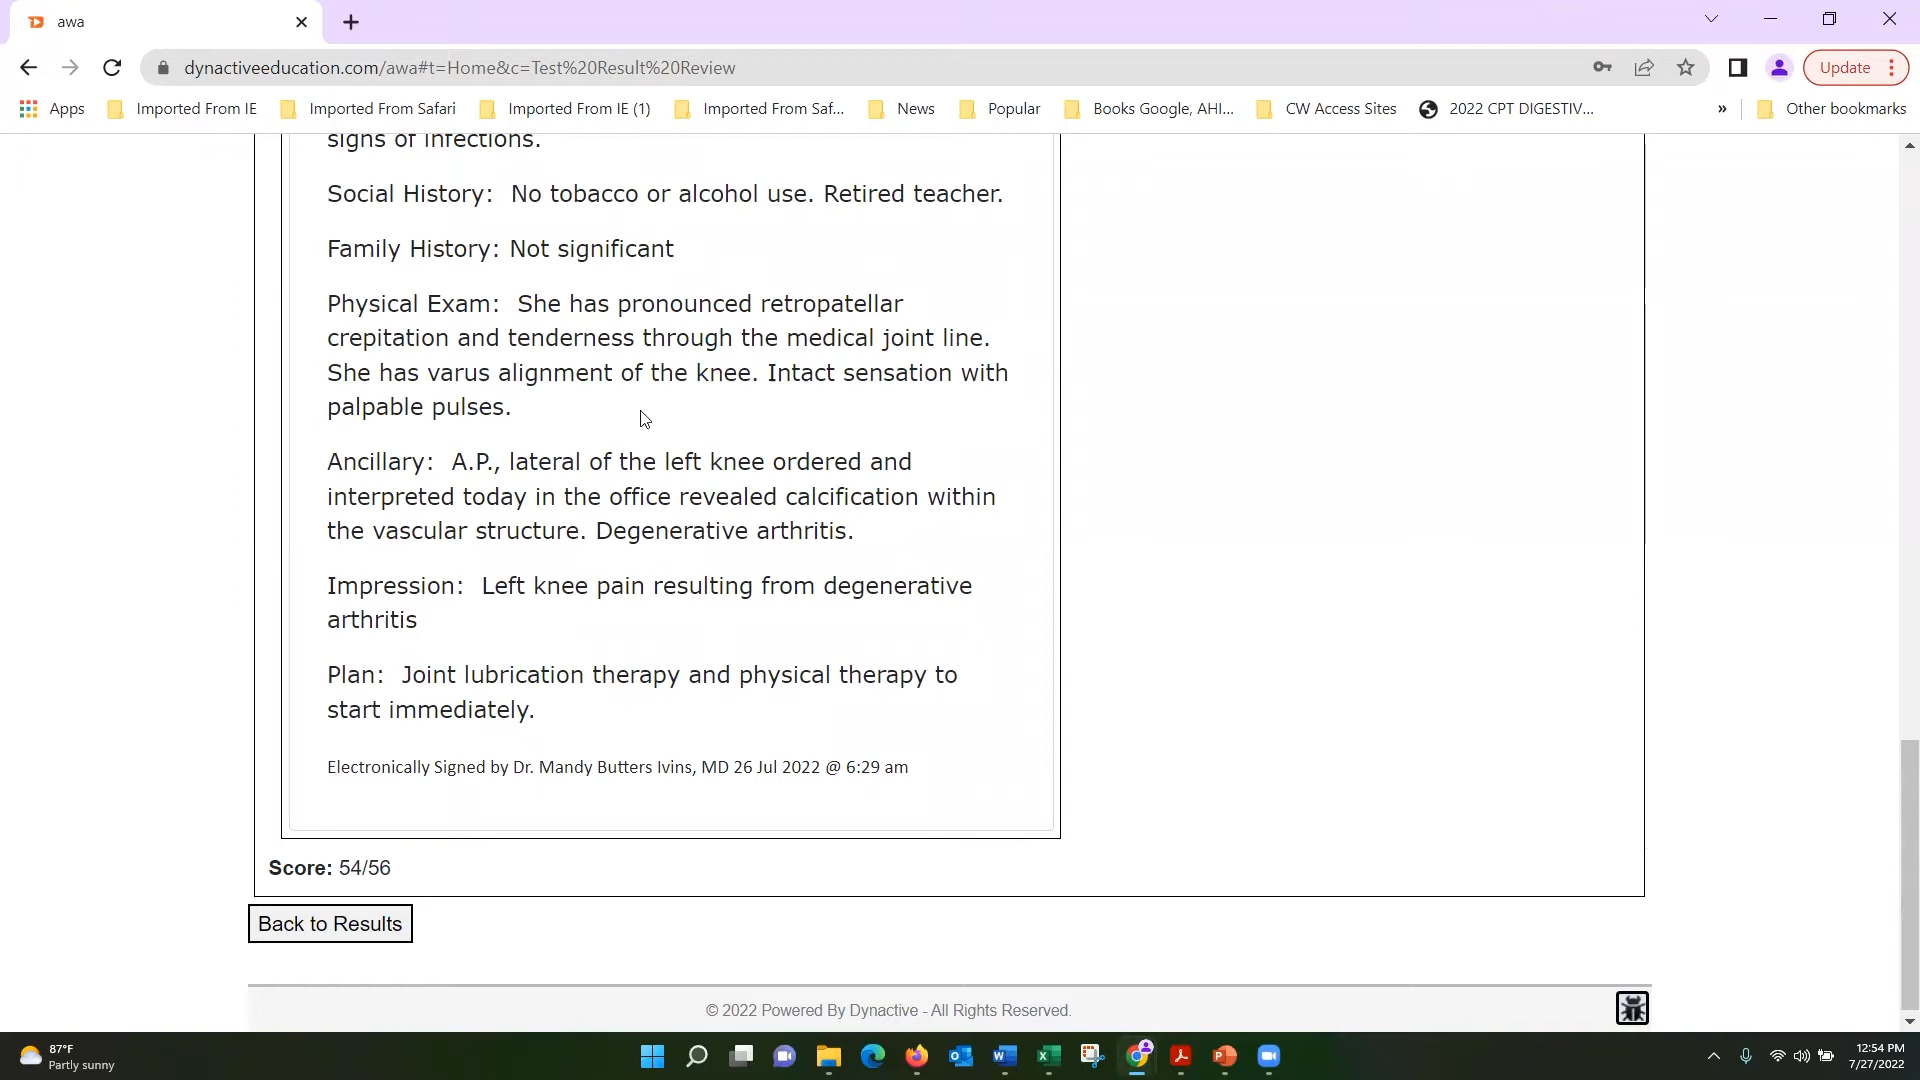 awa
dynactiveeducation.com/awa#t=Home&c=Test%20Result%20Review
Update
Apps
Imported From IE
Imported From Safari
Imported From IE (1)
Imported From Saf...
News
Popular
Books Google, AHI...
CW Access Sites
2022 CPT DIGESTIV...
»
Other bookmarks
signs of infections.
Social History: No tobacco or alcohol use. Retired teacher.
Family History: Not significant
Physical Exam: She has pronounced retropatellar
crepitation and tenderness through the medical joint line.
She has varus alignment of the knee. Intact sensation with
palpable pulses.
Ancillary: A.P., lateral of the left knee ordered and
interpreted today in the office revealed calcification within
the vascular structure. Degenerative arthritis.
Impression: Left knee pain resulting from degenerative
arthritis
Plan: Joint lubrication therapy and physical therapy to
start immediately.
Electronically Signed by Dr. Mandy Butters Ivins, MD 26 Jul 2022 @ 6:29 am
Score: 54/56
Back to Results
© 2022 Powered By Dynactive - All Rights Reserved.
87°F
Partly sunny
12:54 PM
7/27/2022